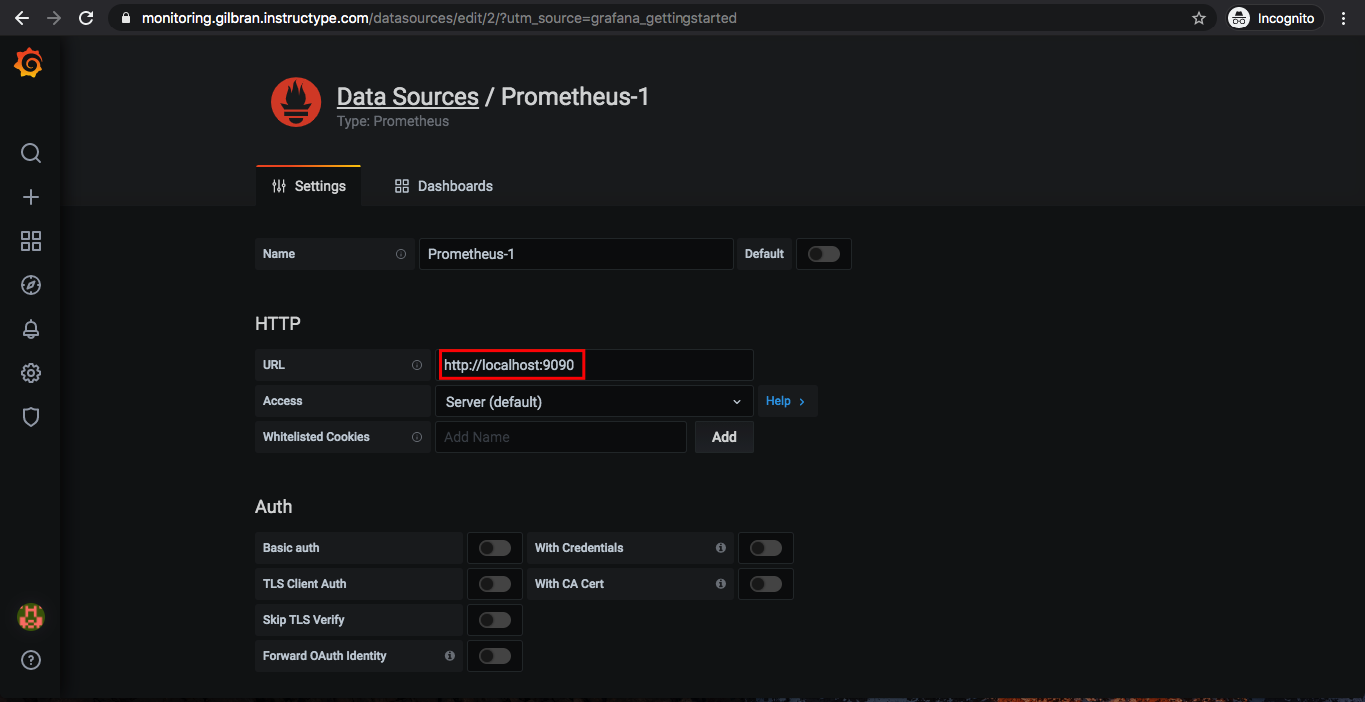 monitoring.gilbran.instructype.com/datasources/edit/2/?utm_source=grafana_gettingstarted
Incognito
Data Sources / Prometheus-1
Type: Prometheus
Settings
Dashboards
Name
Prometheus-1
Default
HTTP
URL
http://localhost:9090
Access
Server (default)
Help
Whitelisted Cookies
Add Name
Add
Auth
Basic auth
With Credentials
TLS Client Auth
With CA Cert
Skip TLS Verify
Forward OAuth Identity